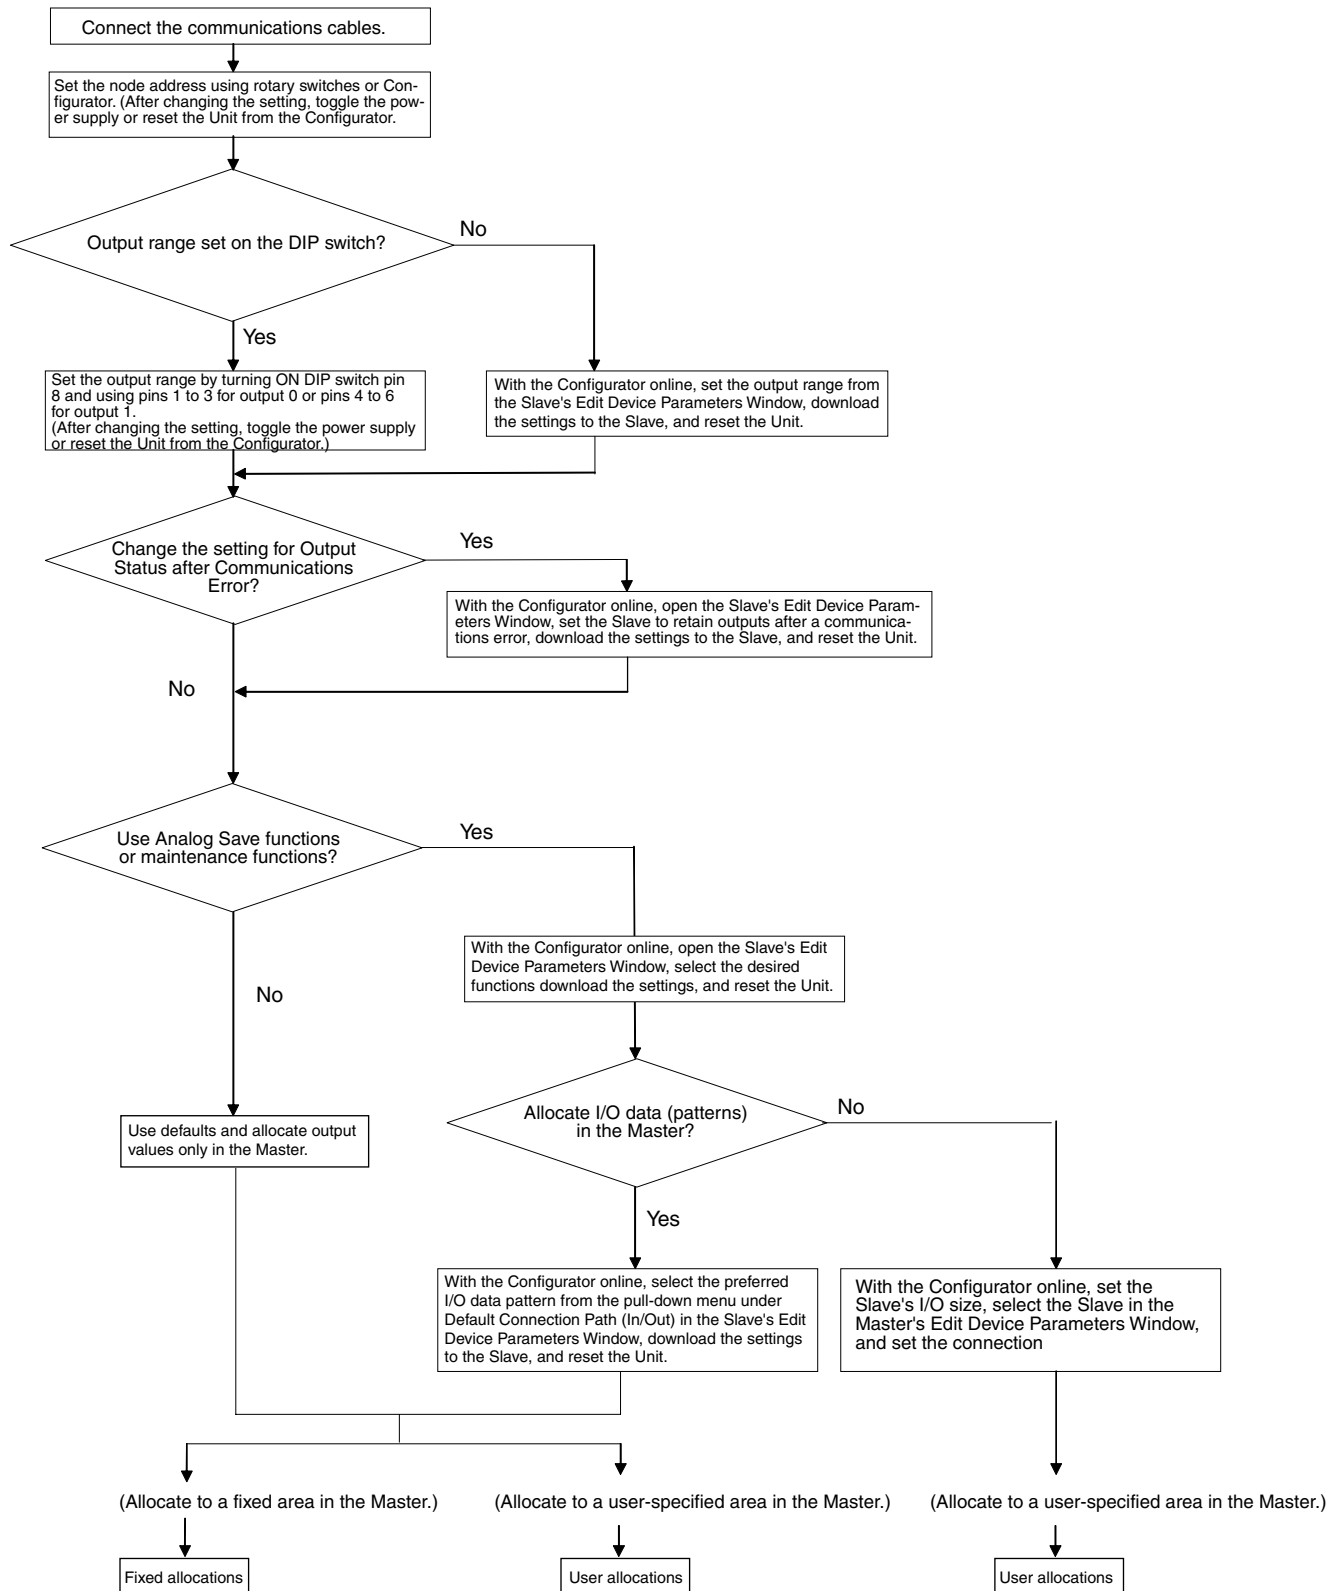 Connect the communications cables.
Set the node address using rotary switches or Con-
figurator. (After changing the setting, toggle the pow-
er supply or reset the Unit from the Configurator.
Output range set on the DIP switch?
No
Yes
Set the output range by turning ON DIP switch pin
8 and using pins 1 to 3 for output 0 or pins 4 to 6
for output 1.
(After changing the setting, toggle the power supply
or reset the Unit from the Configurator.)
With the Configurator online, set the output range from
the Slave's Edit Device Parameters Window, download
the settings to the Slave, and reset the Unit.
Change the setting for Output
Status after Communications
Error?
Yes
With the Configurator online, open the Slave's Edit Device Param-
eters Window, set the Slave to retain outputs after a communica-
tions error, download the settings to the Slave, and reset the Unit.
No
Use Analog Save functions
or maintenance functions?
Yes
With the Configurator online, open the Slave's Edit
Device Parameters Window, select the desired
functions download the settings, and reset the Unit.
No
Allocate I/O data (patterns)
in the Master?
No
Use defaults and allocate output
values only in the Master.
Yes
With the Configurator online, select the preferred
I/O data pattern from the pull-down menu under
Default Connection Path (In/Out) in the Slave's Edit
Device Parameters Window, download the settings
to the Slave, and reset the Unit.
With the Configurator online, set the
Slave's I/O size, select the Slave in the
Master's Edit Device Parameters Window,
and set the connection
(Allocate to a fixed area in the Master.)
(Allocate to a user-specified area in the Master.)
(Allocate to a user-specified area in the Master.)
Fixed allocations
User allocations
User allocations